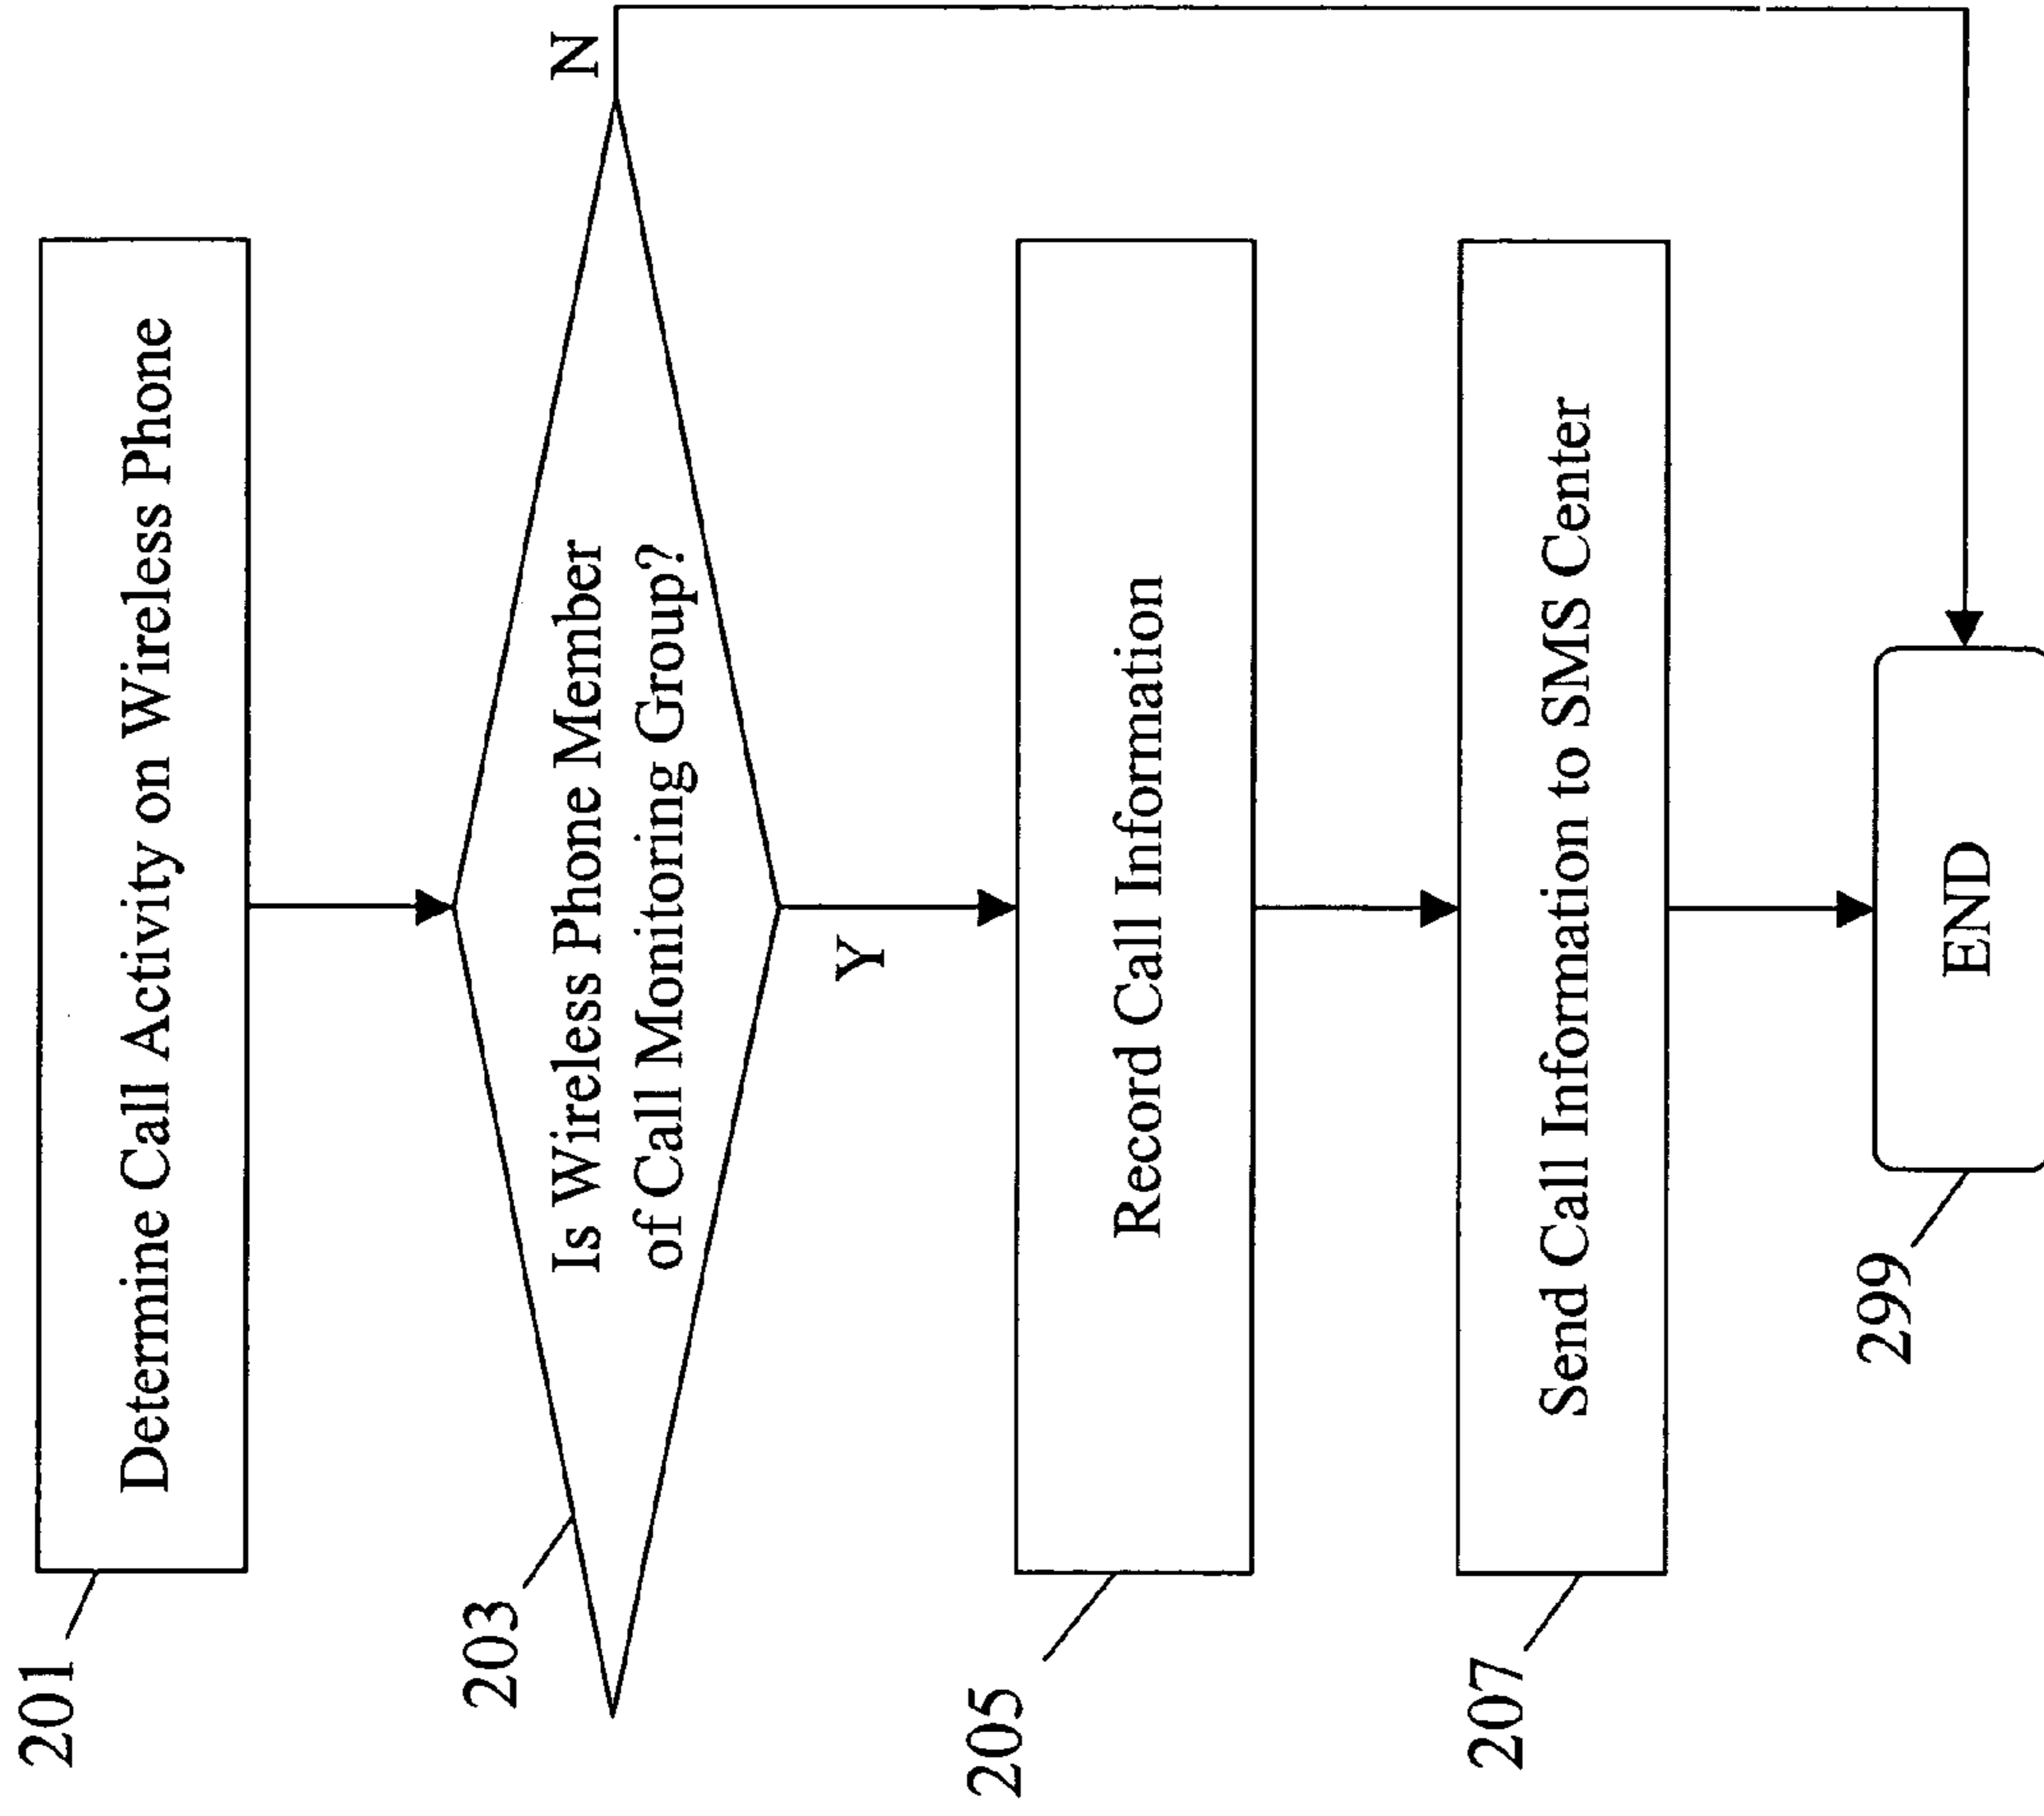 201
Determine Call Activity on Wireless Phone
203
Is Wireless Phone Member
of Call Monitoring Group?
N
Y
205
Record Call Information
207
Send Call Information to SMS Center
299
END